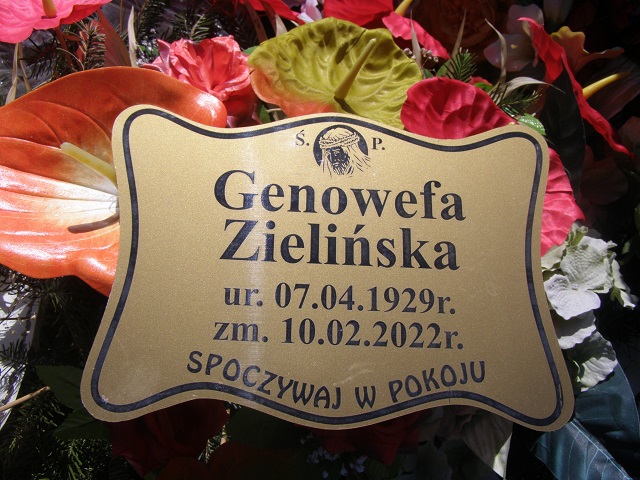 Ś. P.
Genowefa
Zielińska
ur. 07.04.1929r.
zm. 10.02.2022r.
SPOCZYWAJ W POKOJU